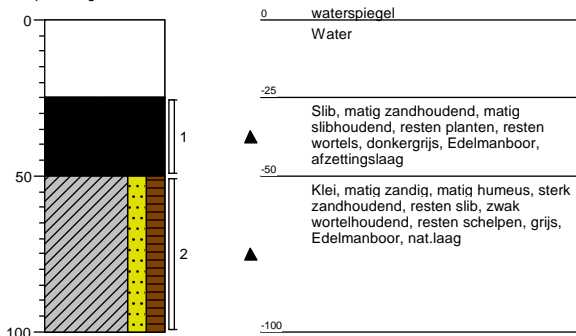 0
0 waterspiegel
Water
-25
Slib, matig zandhoudend, matig
slibhoudend, resten planten, resten
wortels, donkergrijs, Edelmanboor,
afzettingslaag
1
50
-50
Klei, matig zandig, matig humeus, sterk
zandhoudend, resten slib, zwak
wortelhoudend, resten schelpen, grijs,
Edelmanboor, nat.laag
2
100
-100